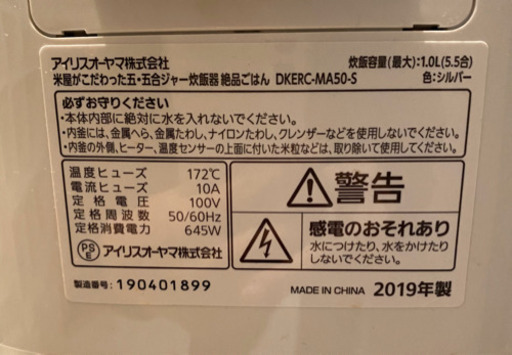 アイリスオーヤマ株式会社 炊飯容量(最大):1.0L(5.5合)
米屋がこだわった五・五合ジャー炊飯器 絶品ごはん DKERC-MA50-S 色:シルバー
必ずお守りください
・本体内部に絶対に水を入れないでください。
・内釜には、金属へら、金属たわし、ナイロンたわし、クレンザーなどを使用しないでください。
・内釜の外側、ヒーター、温度センサーの上面に付いた米粒などは、取り除いて使用してください。
温度ヒューズ 172℃
電流ヒューズ 10A
定格電圧 100V
定格周波数 50/60Hz
定格消費電力 645W
PSE アイリスオーヤマ株式会社
製造番号:190401899
警告
感電のおそれあり
水につけたり、水をかけたり
しないでください。
MADE IN CHINA 2019年製